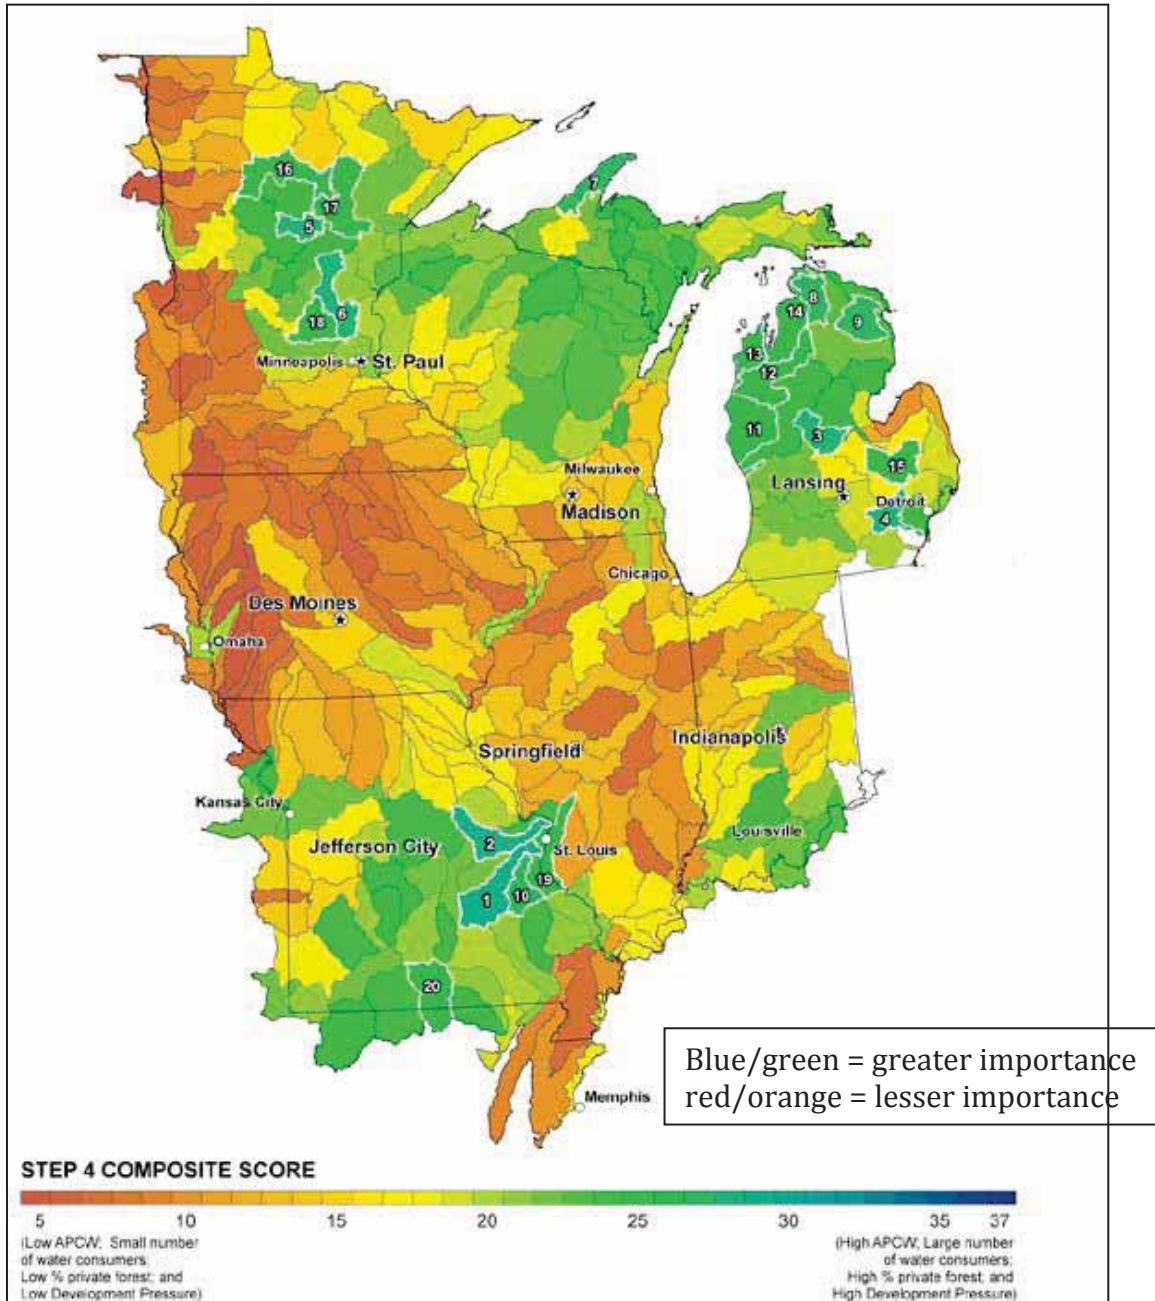 16
7
17
5
8
14
9
18
6
Minneapolis
St. Paul
13
12
11
3
Milwaukee
15
Lansing
Madison
Detroit
4
Chicago
Des Moines
Omaha
Indianapolis
Springfield
Kansas City
Louisville
Jefferson City
2
St. Louis
19
1
10
20
Blue/green = greater importance
red/orange = lesser importance
Memphis
STEP 4 COMPOSITE SCORE
5 10 15 20 25 30 35 37
(Low APCW; Small number
of water consumers;
Low % private forest; and
Low Development Pressure)
(High APCW; Large number
of water consumers;
High % private forest; and
High Development Pressure)